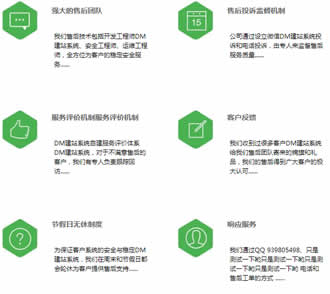 强大的售后团队
我们售后技术包括开发工程师DM
建站系统、安全工程师、运维工程
师，全方位为客户的稳定安全服
务......
售后投诉监督机制
15
公司通过设立微信DM建站系统投
诉和电话投诉，由专人来监督售后
服务质量......
服务评价机制服务评价机制
DM建站系统自建服务评价体系
DM建站系统，对于不满意售后的
客户，我们有专人负责跟踪回
访......
客户反馈
我们收到过很多客户DM建站系统
给我们售后团队寄来的锦旗和礼
品，我们的售后得到广大客户的极
大认可......
节假日无休制度
为保证客户系统的安全与稳定DM
建站系统，我们在周末和节假日都
会轮休为客户提供售后支持......
响应服务
我们通过QQ 939805498、只是
测试一下哟只是测试一下哟只是测
试一下哟只是测试一下哟 电话和
售后工单的方式 ......